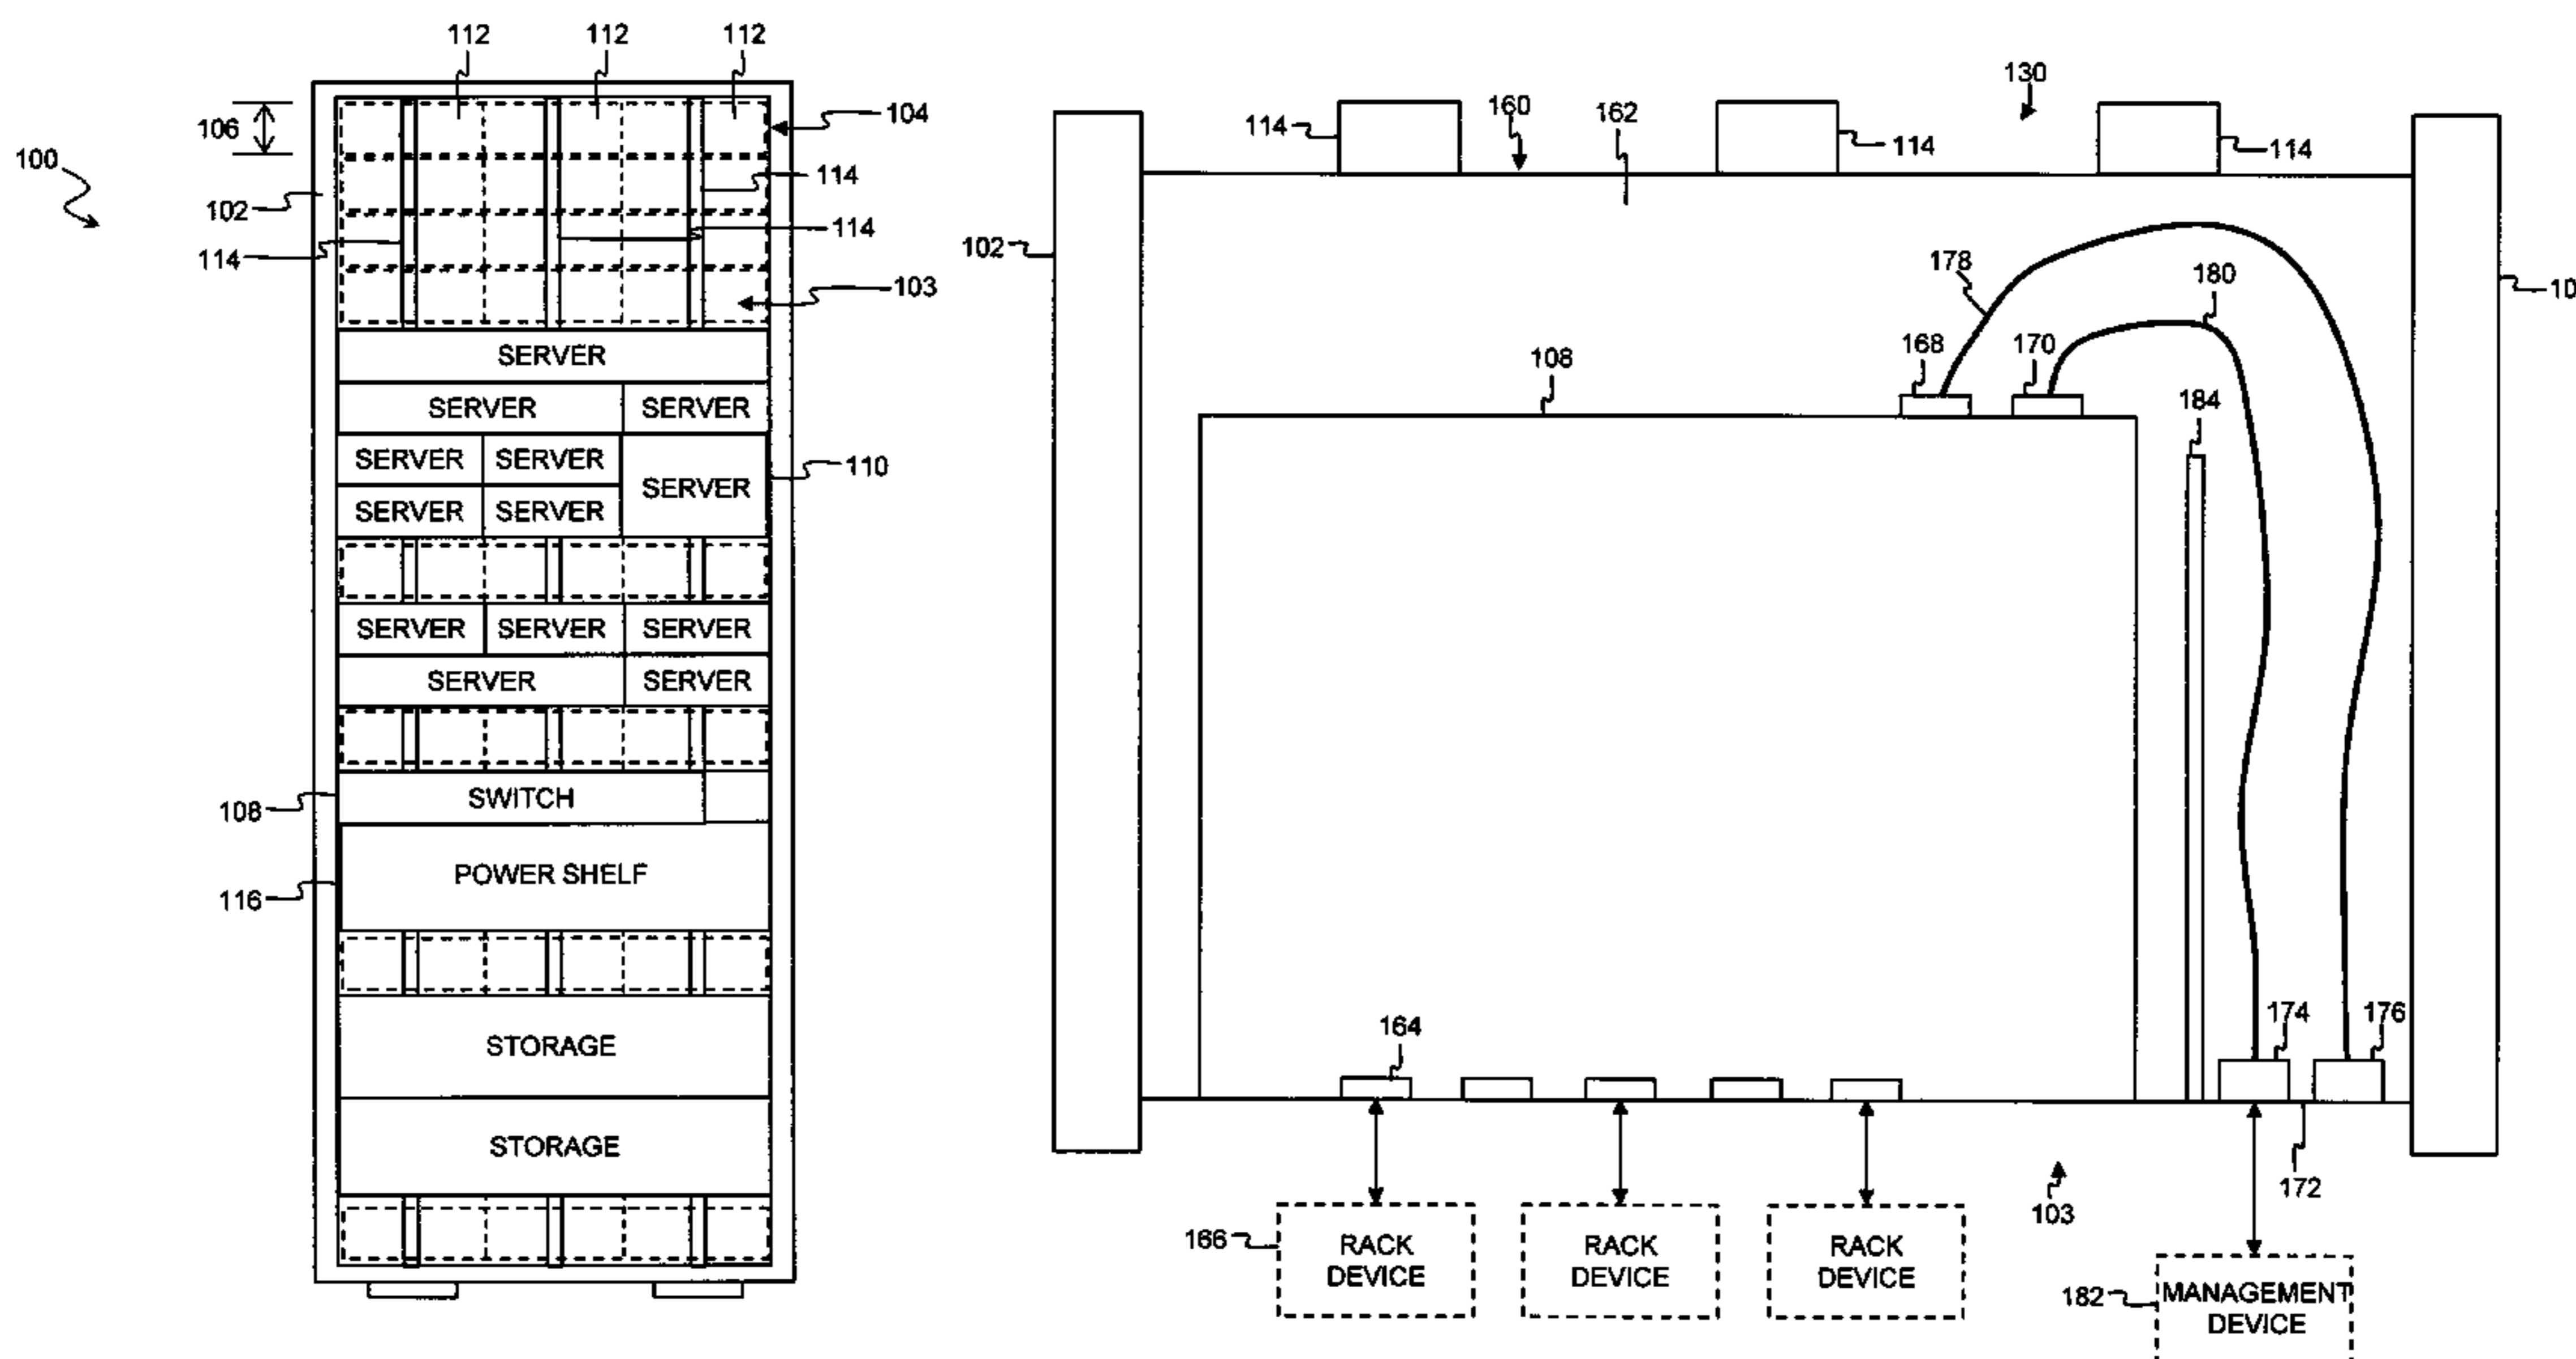 112 112 112
104
106
100
114
102
114
114
103
SERVER
SERVER SERVER
SERVER SERVER
SERVER
110
SERVER SERVER
SERVER SERVER SERVER
SERVER SERVER
SWITCH
108
POWER SHELF
116
STORAGE
STORAGE
130
160 162
114 114 114
102
10
178 180
168 170
108
184
164
174 176
172
103
166
RACK
DEVICE
RACK
DEVICE
RACK
DEVICE
182
MANAGEMENT
DEVICE